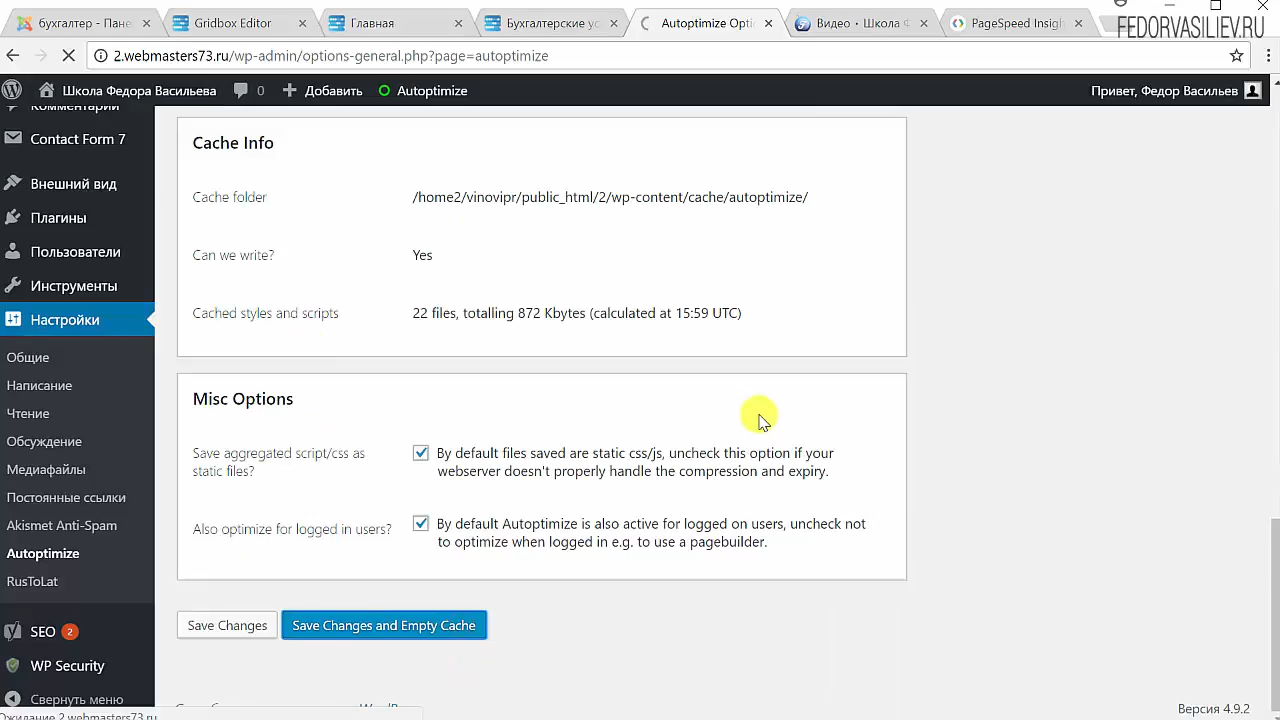 бухгалтер - Пане
Gridbox Editor
Главная
Бухгалтерские ус
Autoptimize Opti
Видео - Школа Ф
PageSpeed Insigh
FEDORVASILIEV.RU
2.webmasters73.ru/wp-admin/options-general.php?page=autoptimize
Школа Федора Васильева
0
Добавить
Autoptimize
Привет, Федор Васильев
Комментарии
Contact Form 7
Внешний вид
Плагины
Пользователи
Инструменты
Настройки
Общие
Написание
Чтение
Обсуждение
Медиафайлы
Постоянные ссылки
Akismet Anti-Spam
Autoptimize
RusToLat
SEO 2
WP Security
Свернуть меню
Ожидание 2.webmasters73.ru
Cache Info
Cache folder
/home2/vinovipr/public_html/2/wp-content/cache/autoptimize/
Can we write?
Yes
Cached styles and scripts
22 files, totalling 872 Kbytes (calculated at 15:59 UTC)
Misc Options
Save aggregated script/css as
static files?
By default files saved are static css/js, uncheck this option if your
webserver doesn't properly handle the compression and expiry.
Also optimize for logged in users?
By default Autoptimize is also active for logged on users, uncheck not
to optimize when logged in e.g. to use a pagebuilder.
Save Changes
Save Changes and Empty Cache
Версия 4.9.2